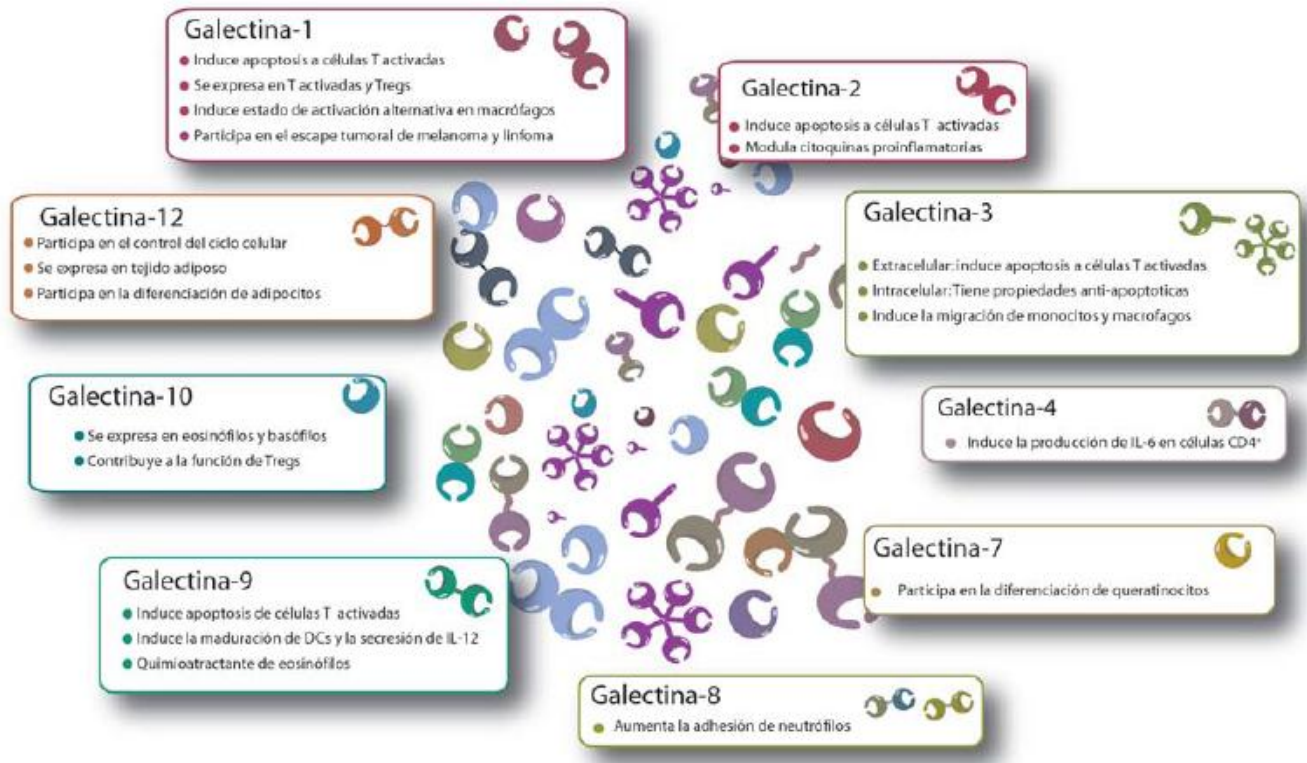 Galectina-1
Induce apoptosis a células T activadas
Se expresa en T activadas y Tregs
Induce estado de activación alternativa en macrófagos
Participa en el escape tumoral de melanoma y linfoma
Galectina-2
Induce apoptosis a células T activadas
Modula citoquinas proinflamatorias
Galectina-12
Participa en el control del ciclo celular
Se expresa en tejido adiposo
Participa en la diferenciación de adipocitos
Galectina-3
Extracelular: induce apoptosis a células T activadas
Intracelular: Tiene propiedades anti-apoptoticas
Induce la migración de monocitos y macrofagos
Galectina-10
Se expresa en eosinófilos y basófilos
Contribuye a la función de Tregs
Galectina-4
Induce la producción de IL-6 en células CD4⁺
Galectina-9
Induce apoptosis de células T activadas
Induce la maduración de DCs y la secresión de IL-12
Quimioatractante de eosinófilos
Galectina-7
Participa en la diferenciación de queratinocitos
Galectina-8
Aumenta la adhesión de neutrófilos